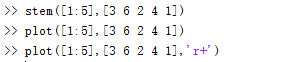 >> stem([1:5],[3 6 2 4 1])
>> plot([1:5],[3 6 2 4 1])
>> plot([1:5],[3 6 2 4 1],'r+')